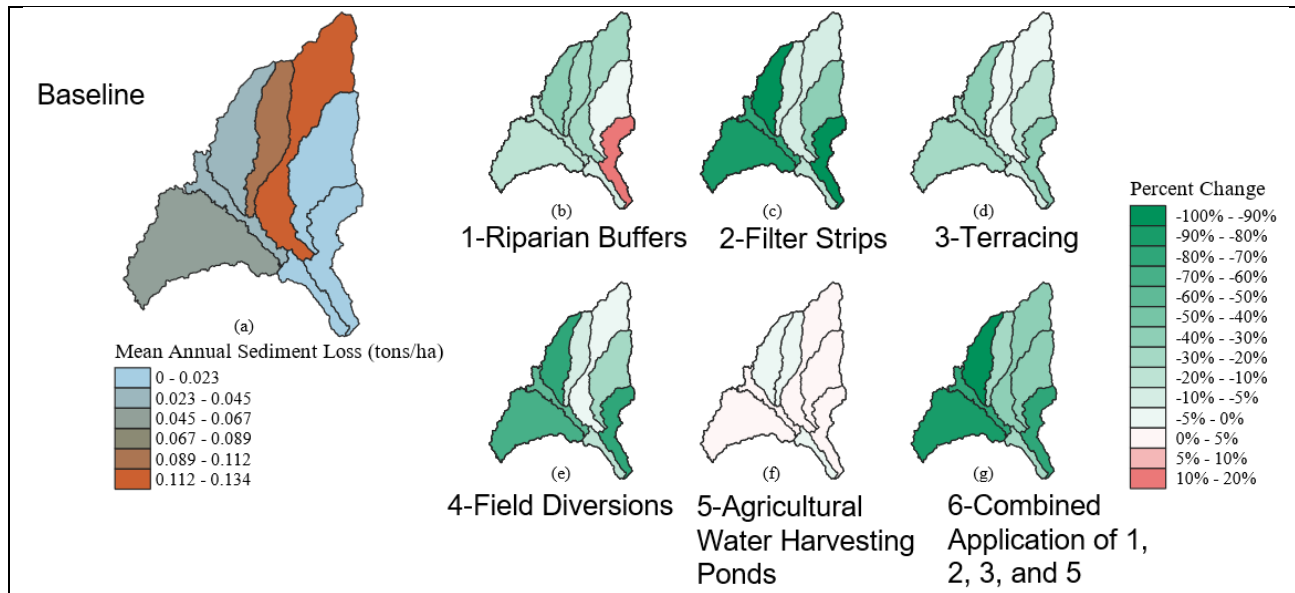 Baseline
(a)
Mean Annual Sediment Loss (tons/ha)
0 - 0.023
0.023 - 0.045
0.045 - 0.067
0.067 - 0.089
0.089 - 0.112
0.112 - 0.134
(b)
1-Riparian Buffers
(c)
2-Filter Strips
(d)
3-Terracing
(e)
4-Field Diversions
(f)
5-Agricultural
Water Harvesting
Ponds
(g)
6-Combined
Application of 1,
2, 3, and 5
Percent Change
-100% - -90%
-90% - -80%
-80% - -70%
-70% - -60%
-60% - -50%
-50% - -40%
-40% - -30%
-30% - -20%
-20% - -10%
-10% - -5%
-5% - 0%
0% - 5%
5% - 10%
10% - 20%